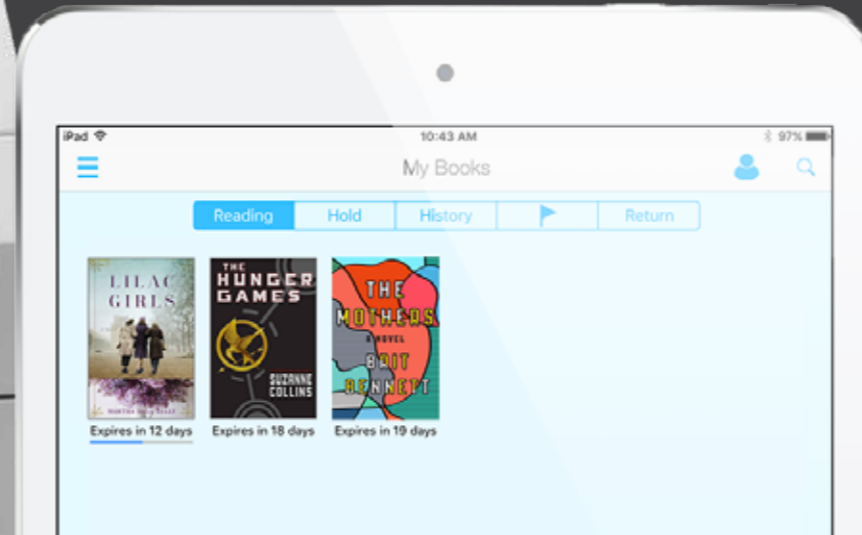 iPad
10:43 AM
97%
My Books
Reading
Hold
History
Return
LILAC
GIRLS
THE
HUNGER
GAMES
SUZANNE
COLLINS
THE
MOTHERS
A NOVEL
BRIT
BENNETT
Expires in 12 days
Expires in 18 days
Expires in 19 days